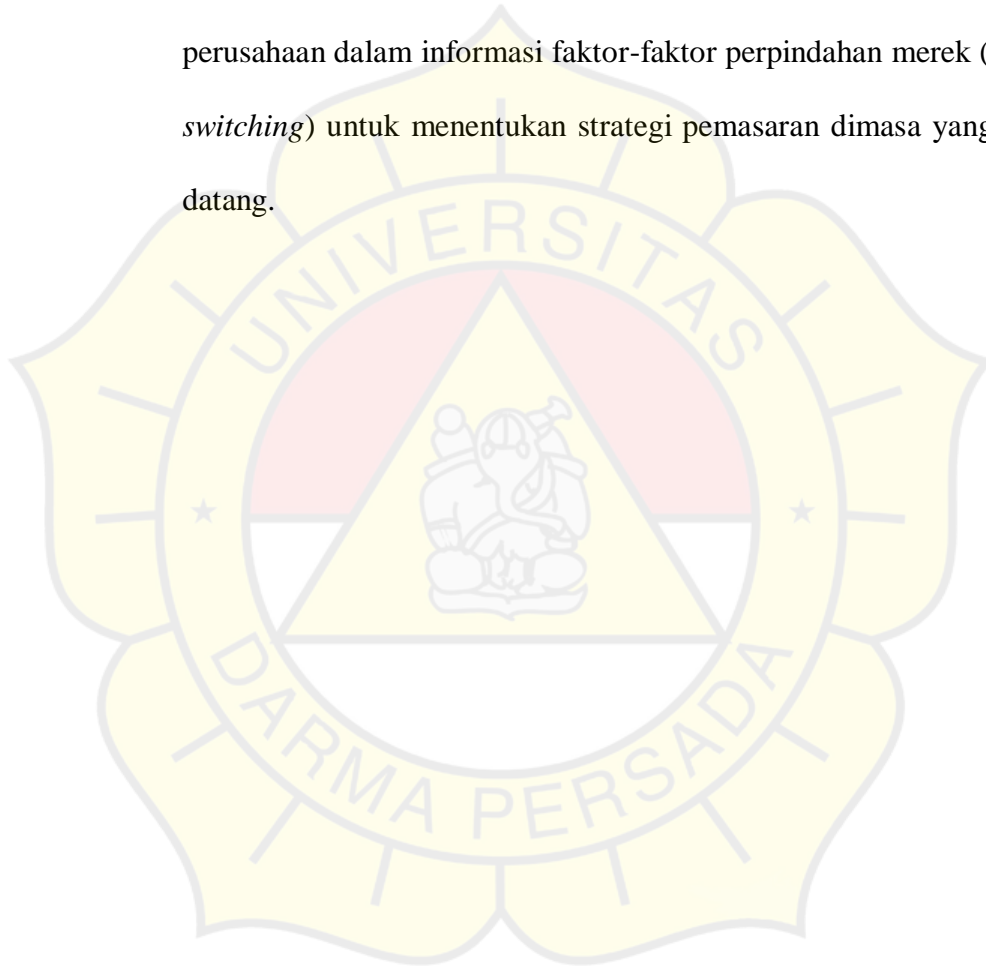 perusahaan dalam informasi faktor-faktor perpindahan merek (
switching) untuk menentukan strategi pemasaran dimasa yang
datang.
UNIVERSITAS
DARMA PERSADA